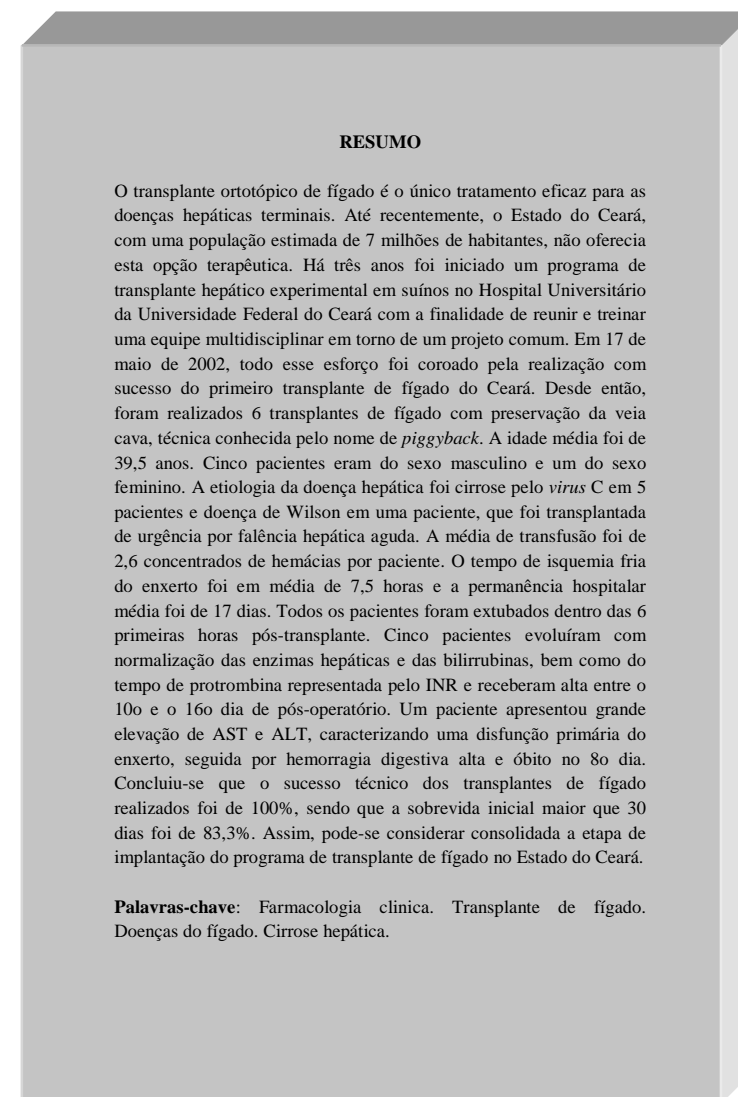 RESUMO
O transplante ortotópico de fígado é o único tratamento eficaz para as
doenças hepáticas terminais. Até recentemente, o Estado do Ceará,
com uma população estimada de 7 milhões de habitantes, não oferecia
esta opção terapêutica. Há três anos foi iniciado um programa de
transplante hepático experimental em suínos no Hospital Universitário
da Universidade Federal do Ceará com a finalidade de reunir e treinar
uma equipe multidisciplinar em torno de um projeto comum. Em 17 de
maio de 2002, todo esse esforço foi coroado pela realização com
sucesso do primeiro transplante de fígado do Ceará. Desde então,
foram realizados 6 transplantes de fígado com preservação da veia
cava, técnica conhecida pelo nome de piggyback. A idade média foi de
39,5 anos. Cinco pacientes eram do sexo masculino e um do sexo
feminino. A etiologia da doença hepática foi cirrose pelo virus C em 5
pacientes e doença de Wilson em uma paciente, que foi transplantada
de urgência por falência hepática aguda. A média de transfusão foi de
2,6 concentrados de hemácias por paciente. O tempo de isquemia fria
do enxerto foi em média de 7,5 horas e a permanência hospitalar
média foi de 17 dias. Todos os pacientes foram extubados dentro das 6
primeiras horas pós-transplante. Cinco pacientes evoluíram com
normalização das enzimas hepáticas e das bilirrubinas, bem como do
tempo de protrombina representada pelo INR e receberam alta entre o
10o e o 16o dia de pós-operatório. Um paciente apresentou grande
elevação de AST e ALT, caracterizando uma disfunção primária do
enxerto, seguida por hemorragia digestiva alta e óbito no 8o dia.
Concluiu-se que o sucesso técnico dos transplantes de fígado
realizados foi de 100%, sendo que a sobrevida inicial maior que 30
dias foi de 83,3%. Assim, pode-se considerar consolidada a etapa de
implantação do programa de transplante de fígado no Estado do Ceará.
Palavras-chave: Farmacologia clinica. Transplante de fígado.
Doenças do fígado. Cirrose hepática.